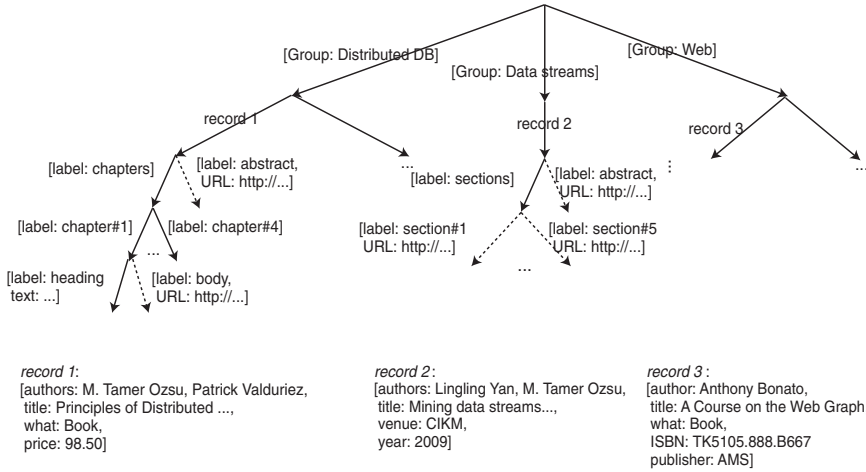 [Group: Distributed DB]
[Group: Data streams]
[Group: Web]
record 1
record 2
record 3
...
...
...
[label: chapters]
[label: abstract,
URL: http://...]
[label: sections]
[label: abstract,
URL: http://...]
[label: chapter#1]
[label: chapter#4]
[label: section#1
URL: http://...]
[label: section#5
URL: http://...]
...
...
[label: heading
text: ...]
[label: body,
URL: http://...]
record 1:
[authors: M. Tamer Ozsu, Patrick Valduriez,
title: Principles of Distributed ...,
what: Book,
price: 98.50]
record 2:
[authors: Lingling Yan, M. Tamer Ozsu,
title: Mining data streams...,
venue: CIKM,
year: 2009]
record 3 :
[author: Anthony Bonato,
title: A Course on the Web Graph
what: Book,
ISBN: TK5105.888.B667
publisher: AMS]